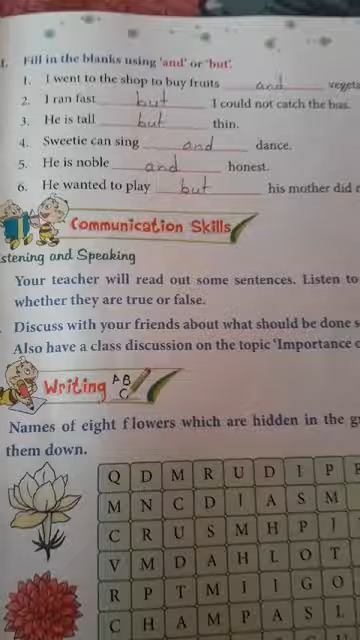 Fill in the blanks using 'and' or 'but'.
1. I went to the shop to buy fruits and
2. I ran fast but I could not catch the bus.
3. He is tall but thin.
4. Sweetie can sing and dance.
5. He is noble and honest.
6. He wanted to play but his mother did
Communication Skills
stening and Speaking
Your teacher will read out some sentences. Listen to
whether they are true or false.
Discuss with your friends about what should be done
Also have a class discussion on the topic 'Importance
Writing ABC
Names of eight flowers which are hidden in the
them down.
Q D M R U D I P
M N C D I A S M
C R U S M H P J
V M D A H L O T
R P T M I I G O
C H A M P A S L